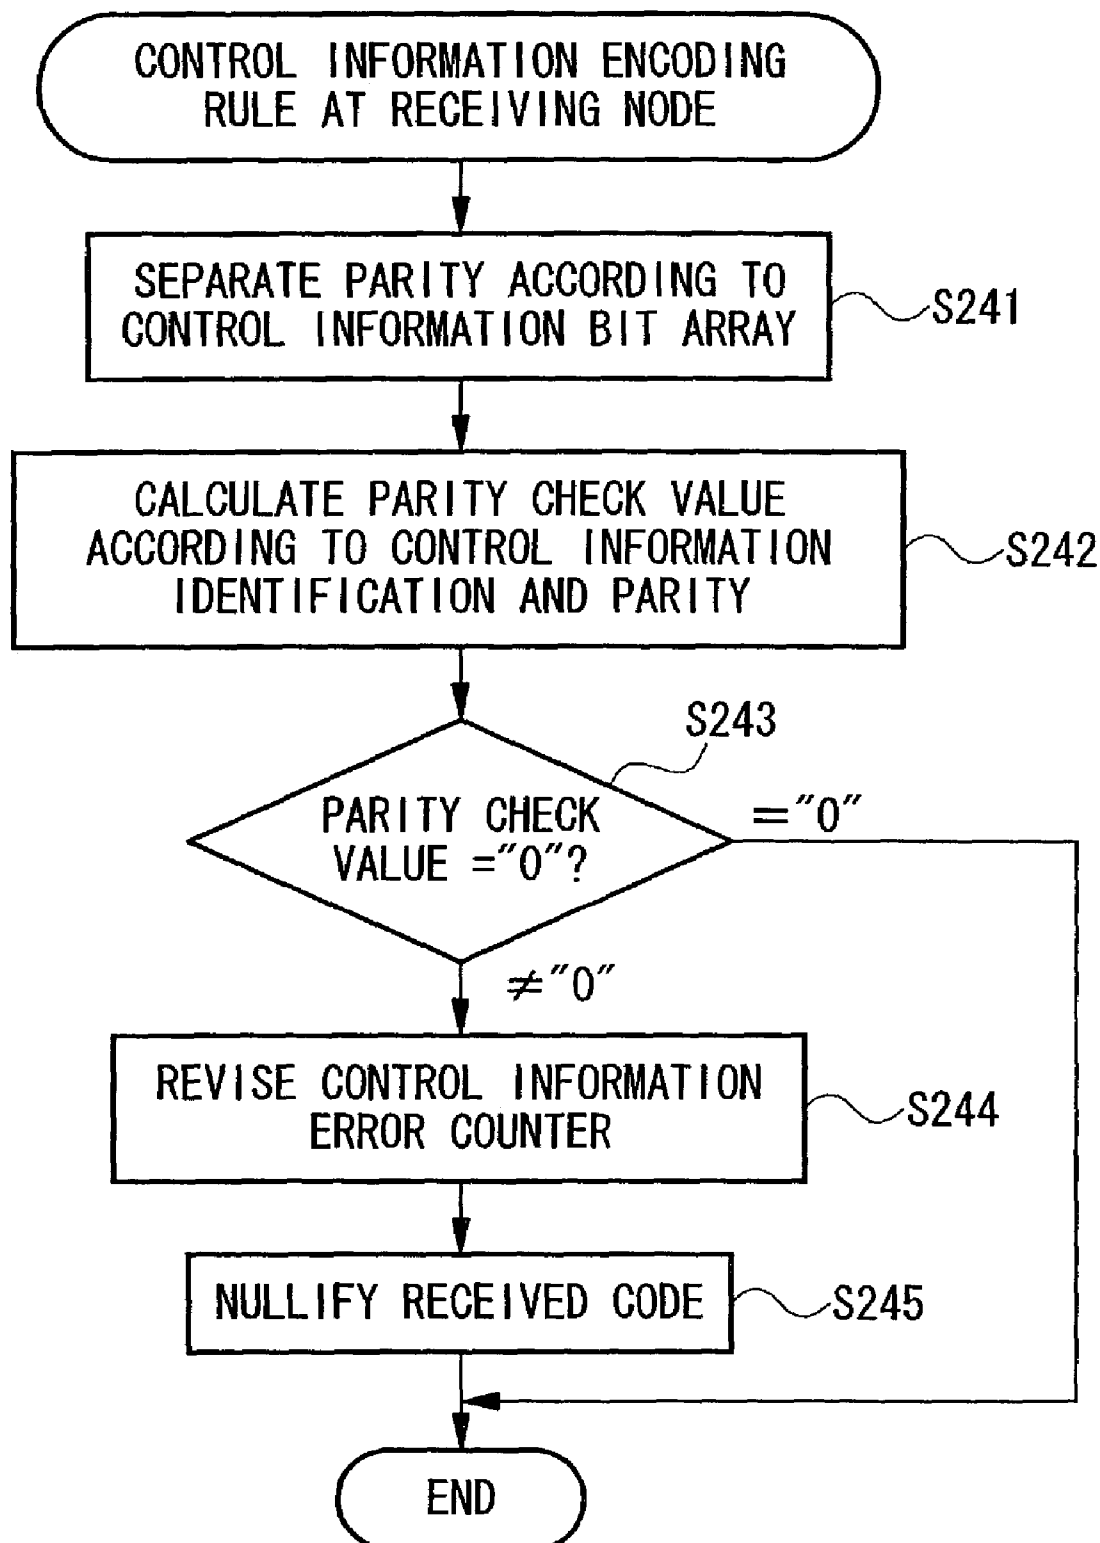 CONTROL INFORMATION ENCODING
RULE AT RECEIVING NODE
SEPARATE PARITY ACCORDING TO
CONTROL INFORMATION BIT ARRAY
S241
CALCULATE PARITY CHECK VALUE
ACCORDING TO CONTROL INFORMATION
IDENTIFICATION AND PARITY
S242
S243
PARITY CHECK
VALUE ="0"?
="0"
≠"0"
REVISE CONTROL INFORMATION
ERROR COUNTER
S244
NULLIFY RECEIVED CODE
S245
END